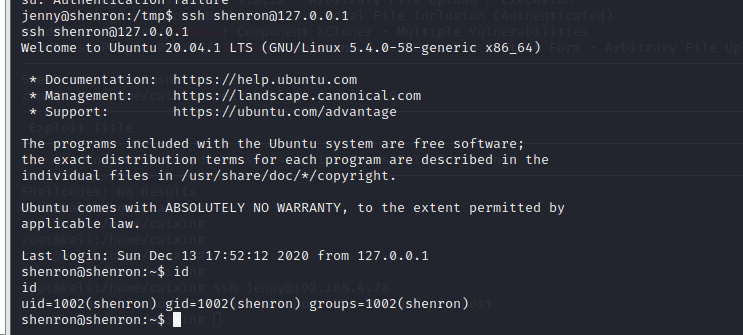 su: Authentication failure
jenny@shenron:/tmp$ ssh shenron@127.0.0.1
ssh shenron@127.0.0.1
Welcome to Ubuntu 20.04.1 LTS (GNU/Linux 5.4.0-58-generic x86_64)
 * Documentation:  https://help.ubuntu.com
 * Management:     https://landscape.canonical.com
 * Support:        https://ubuntu.com/advantage
The programs included with the Ubuntu system are free software;
the exact distribution terms for each program are described in the
individual files in /usr/share/doc/*/copyright.
Ubuntu comes with ABSOLUTELY NO WARRANTY, to the extent permitted by
applicable law.
Last login: Sun Dec 13 17:52:12 2020 from 127.0.0.1
shenron@shenron:~$ id
id
uid=1002(shenron) gid=1002(shenron) groups=1002(shenron)
shenron@shenron:~$